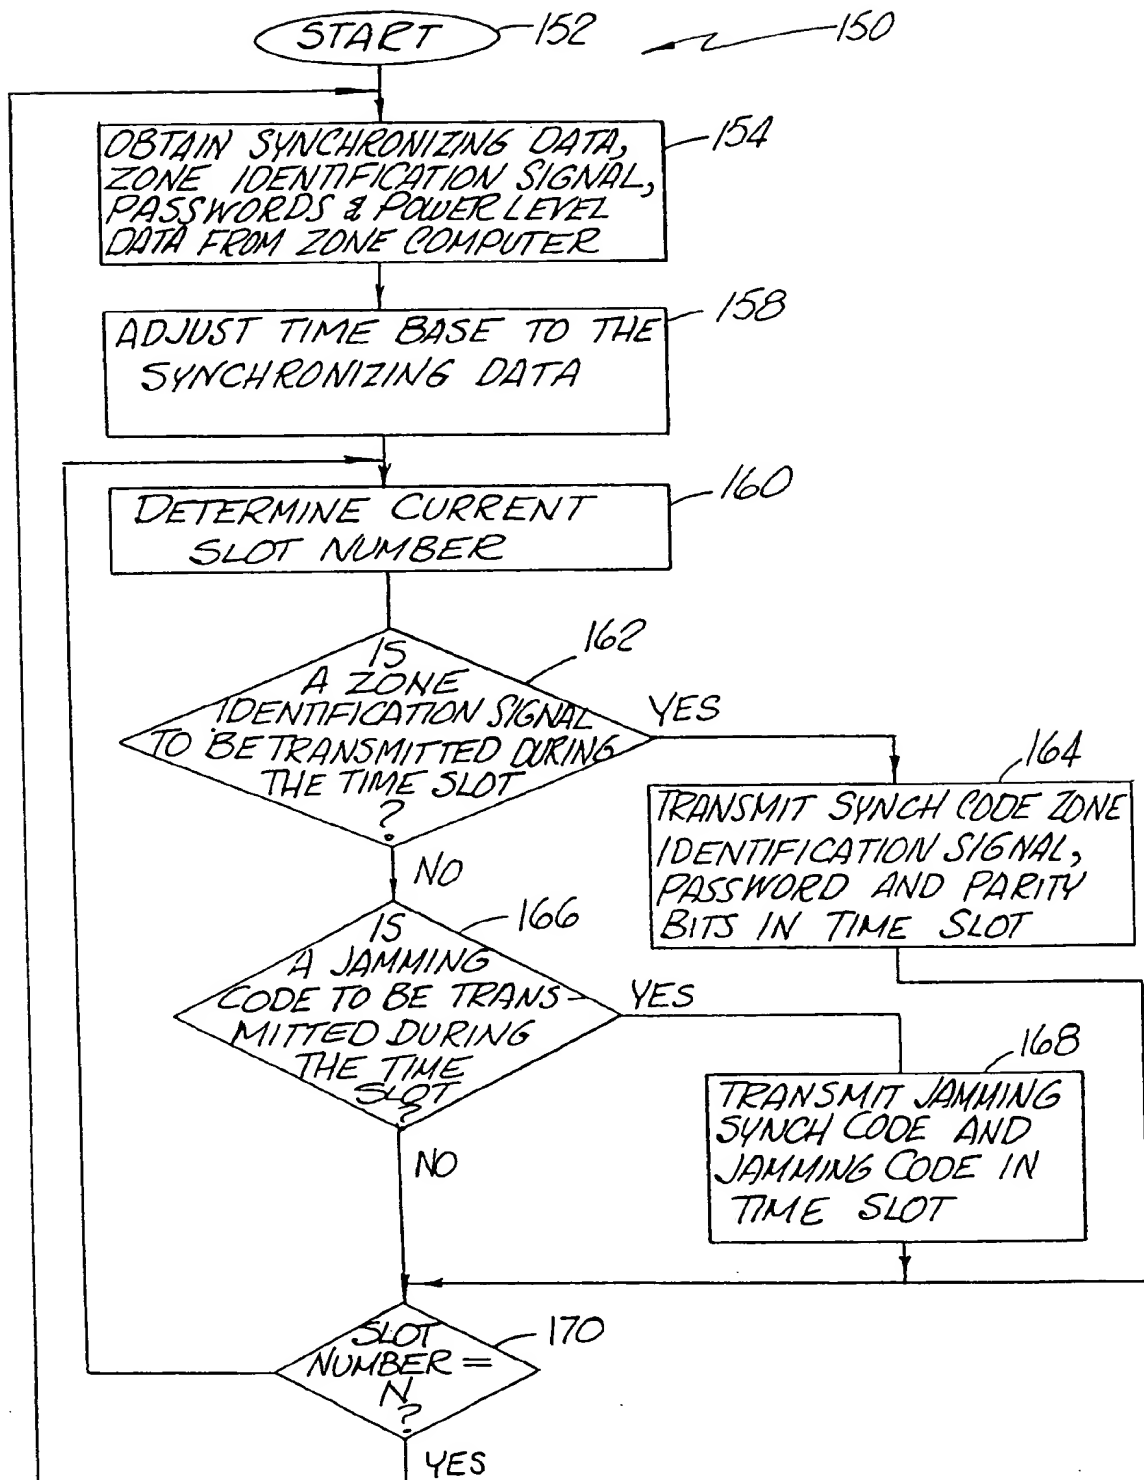 START
152
150
OBTAIN SYNCHRONIZING DATA,
ZONE IDENTIFICATION SIGNAL,
PASSWORDS & POWER LEVEL
DATA FROM ZONE COMPUTER
154
ADJUST TIME BASE TO THE
SYNCHRONIZING DATA
158
DETERMINE CURRENT
SLOT NUMBER
160
IS
A ZONE
IDENTIFICATION SIGNAL
TO BE TRANSMITTED DURING
THE TIME SLOT
?
162
YES
NO
TRANSMIT SYNCH CODE ZONE
IDENTIFICATION SIGNAL,
PASSWORD AND PARITY
BITS IN TIME SLOT
164
IS
A JAMMING
CODE TO BE TRANS-
MITTED DURING
THE TIME
SLOT
?
166
YES
NO
TRANSMIT JAMMING
SYNCH CODE AND
JAMMING CODE IN
TIME SLOT
168
SLOT
NUMBER =
N
?
170
YES